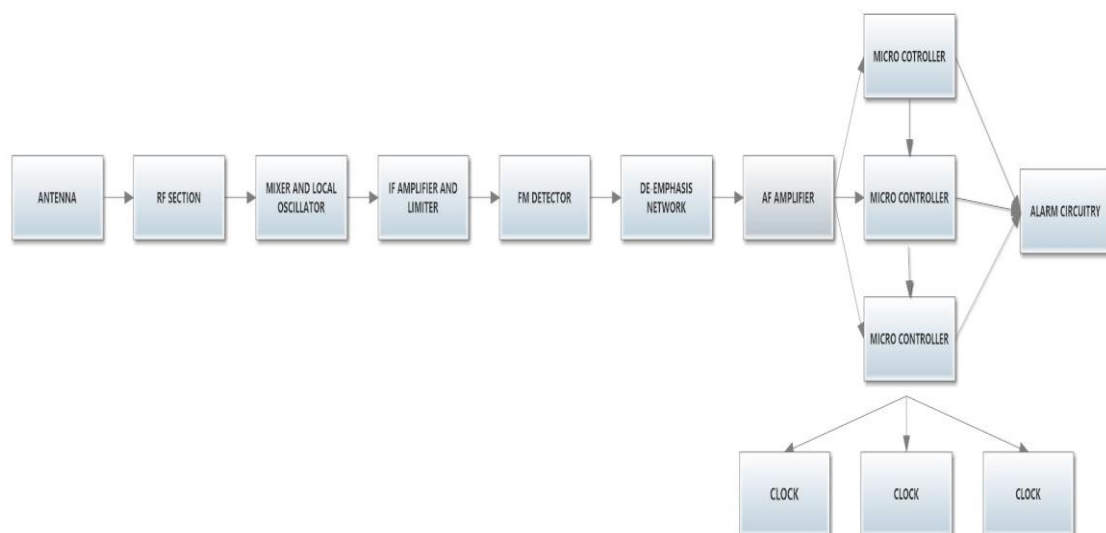 MICRO COTROLLER
ANTENNA
RF SECTION
MIXER AND LOCAL
OSCILLATOR
IF AMPLIFIER AND
LIMITER
FM DETECTOR
DE-EMPHASIS
NETWORK
AF AMPLIFIER
MICRO CONTROLLER
ALARM CIRCUITRY
MICRO CONTROLLER
CLOCK
CLOCK
CLOCK